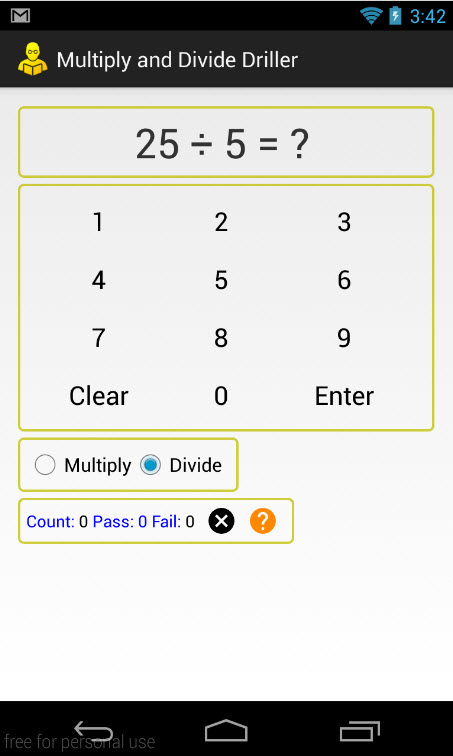 3:42
Multiply and Divide Driller
25 ÷ 5 = ?
1 2 3
4 5 6
7 8 9
Clear 0 Enter
Multiply Divide
Count: 0 Pass: 0 Fail: 0 ?
free for personal use